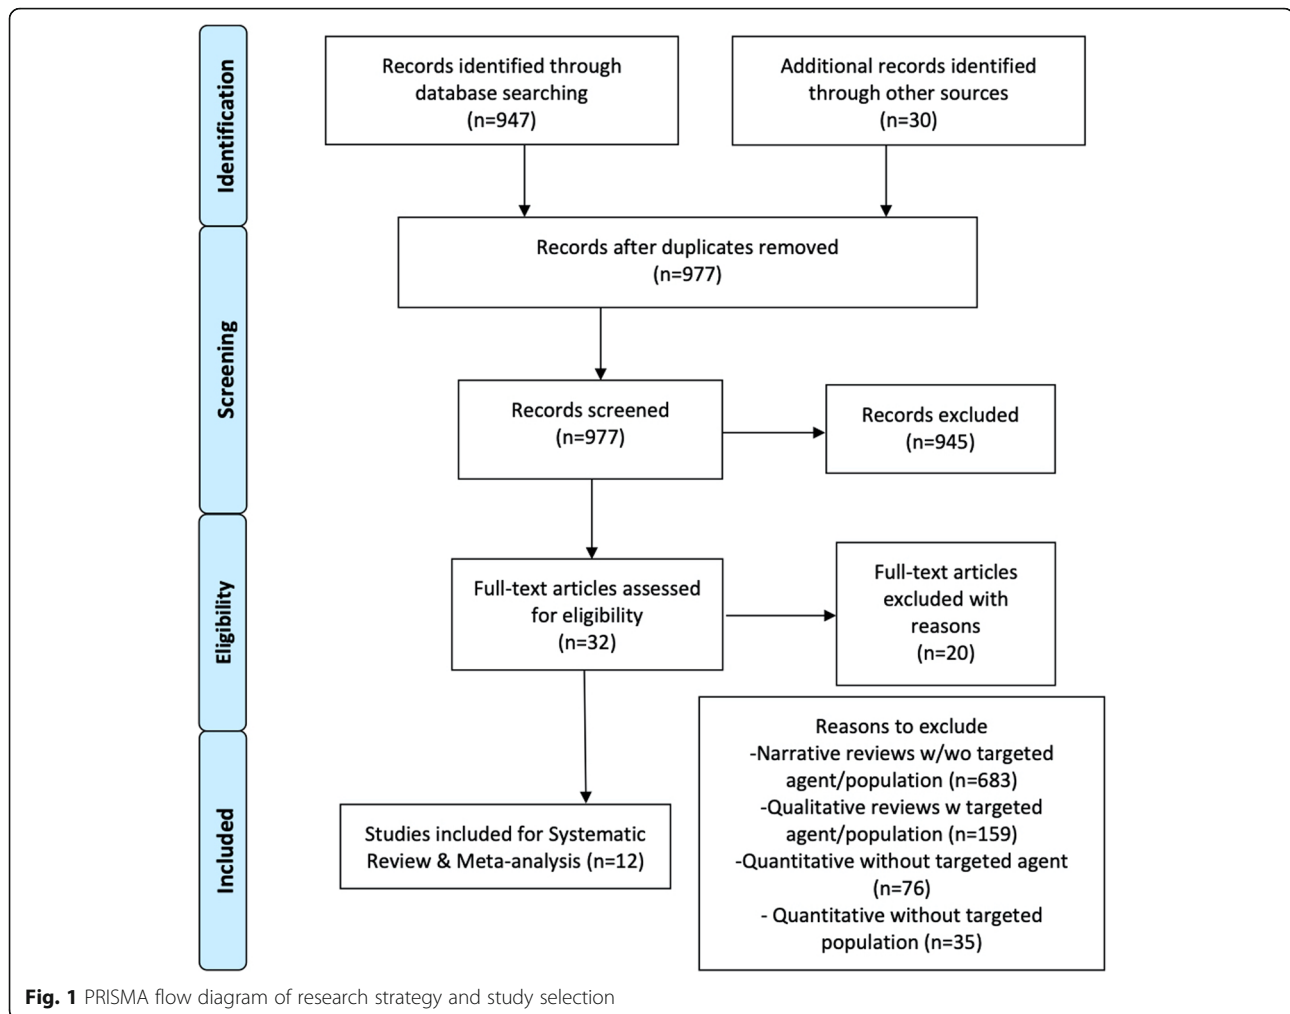 Identification
Records identified through
database searching
(n=947)
Additional records identified
through other sources
(n=30)
Records after duplicates removed
(n=977)
Screening
Records screened
(n=977)
Records excluded
(n=945)
Eligibility
Full-text articles assessed
for eligibility
(n=32)
Full-text articles
excluded with
reasons
(n=20)
Included
Studies included for Systematic
Review & Meta-analysis (n=12)
Reasons to exclude
-Narrative reviews w/wo targeted
agent/population (n=683)
-Qualitative reviews w targeted
agent/population (n=159)
-Quantitative without targeted agent
(n=76)
- Quantitative without targeted
population (n=35)
Fig. 1 PRISMA flow diagram of research strategy and study selection